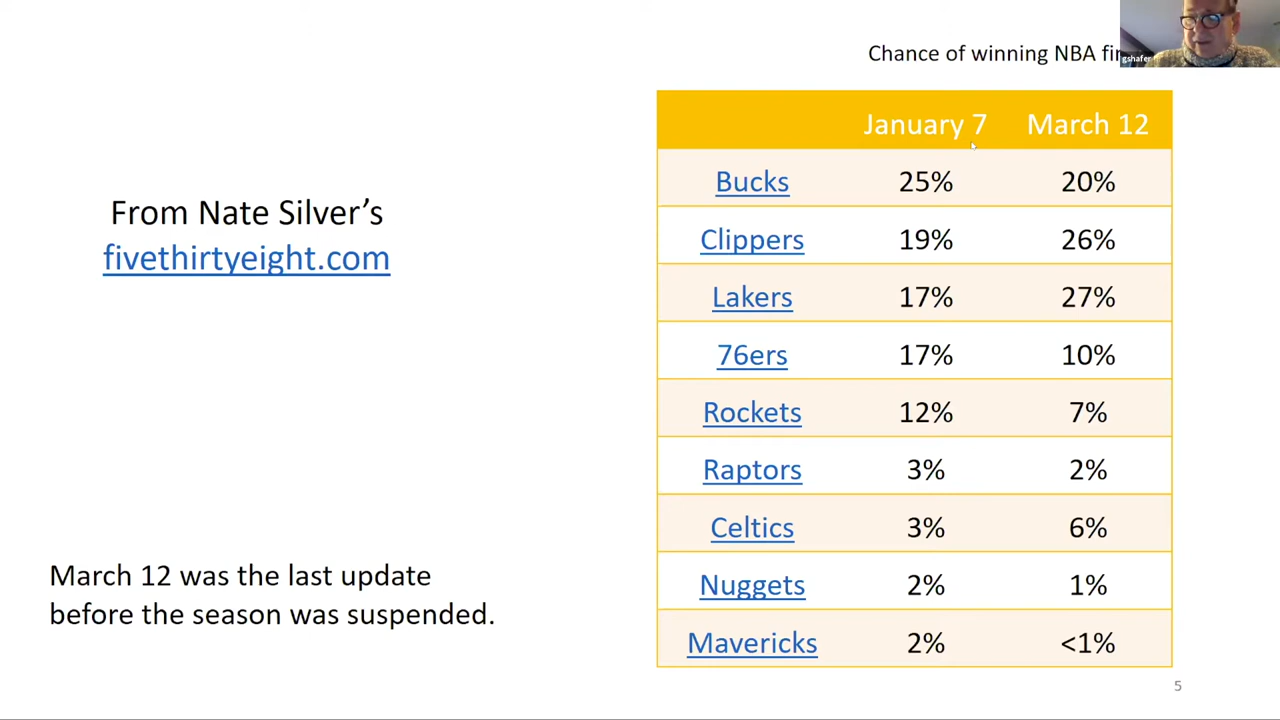 Chance of winning NBA
gshafer
January 7 March 12
Bucks 25% 20%
Clippers 19% 26%
Lakers 17% 27%
76ers 17% 10%
Rockets 12% 7%
Raptors 3% 2%
Celtics 3% 6%
Nuggets 2% 1%
Mavericks 2% <1%
From Nate Silver’s
fivethirtyeight.com
March 12 was the last update
before the season was suspended.
5